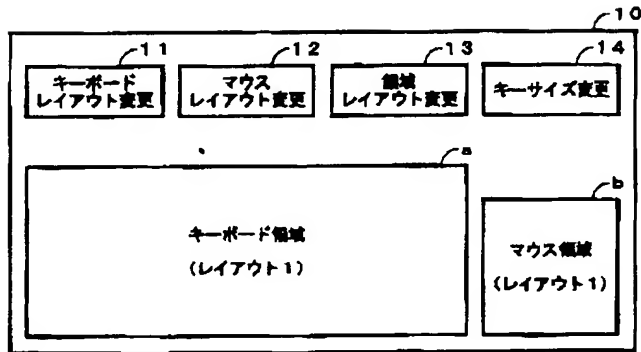 10
11
12
13
14
キーボード
レイアウト変更
マウス
レイアウト変更
領域
レイアウト変更
キーサイズ変更
a
b
キーボード領域
(レイアウト1)
マウス領域
(レイアウト1)